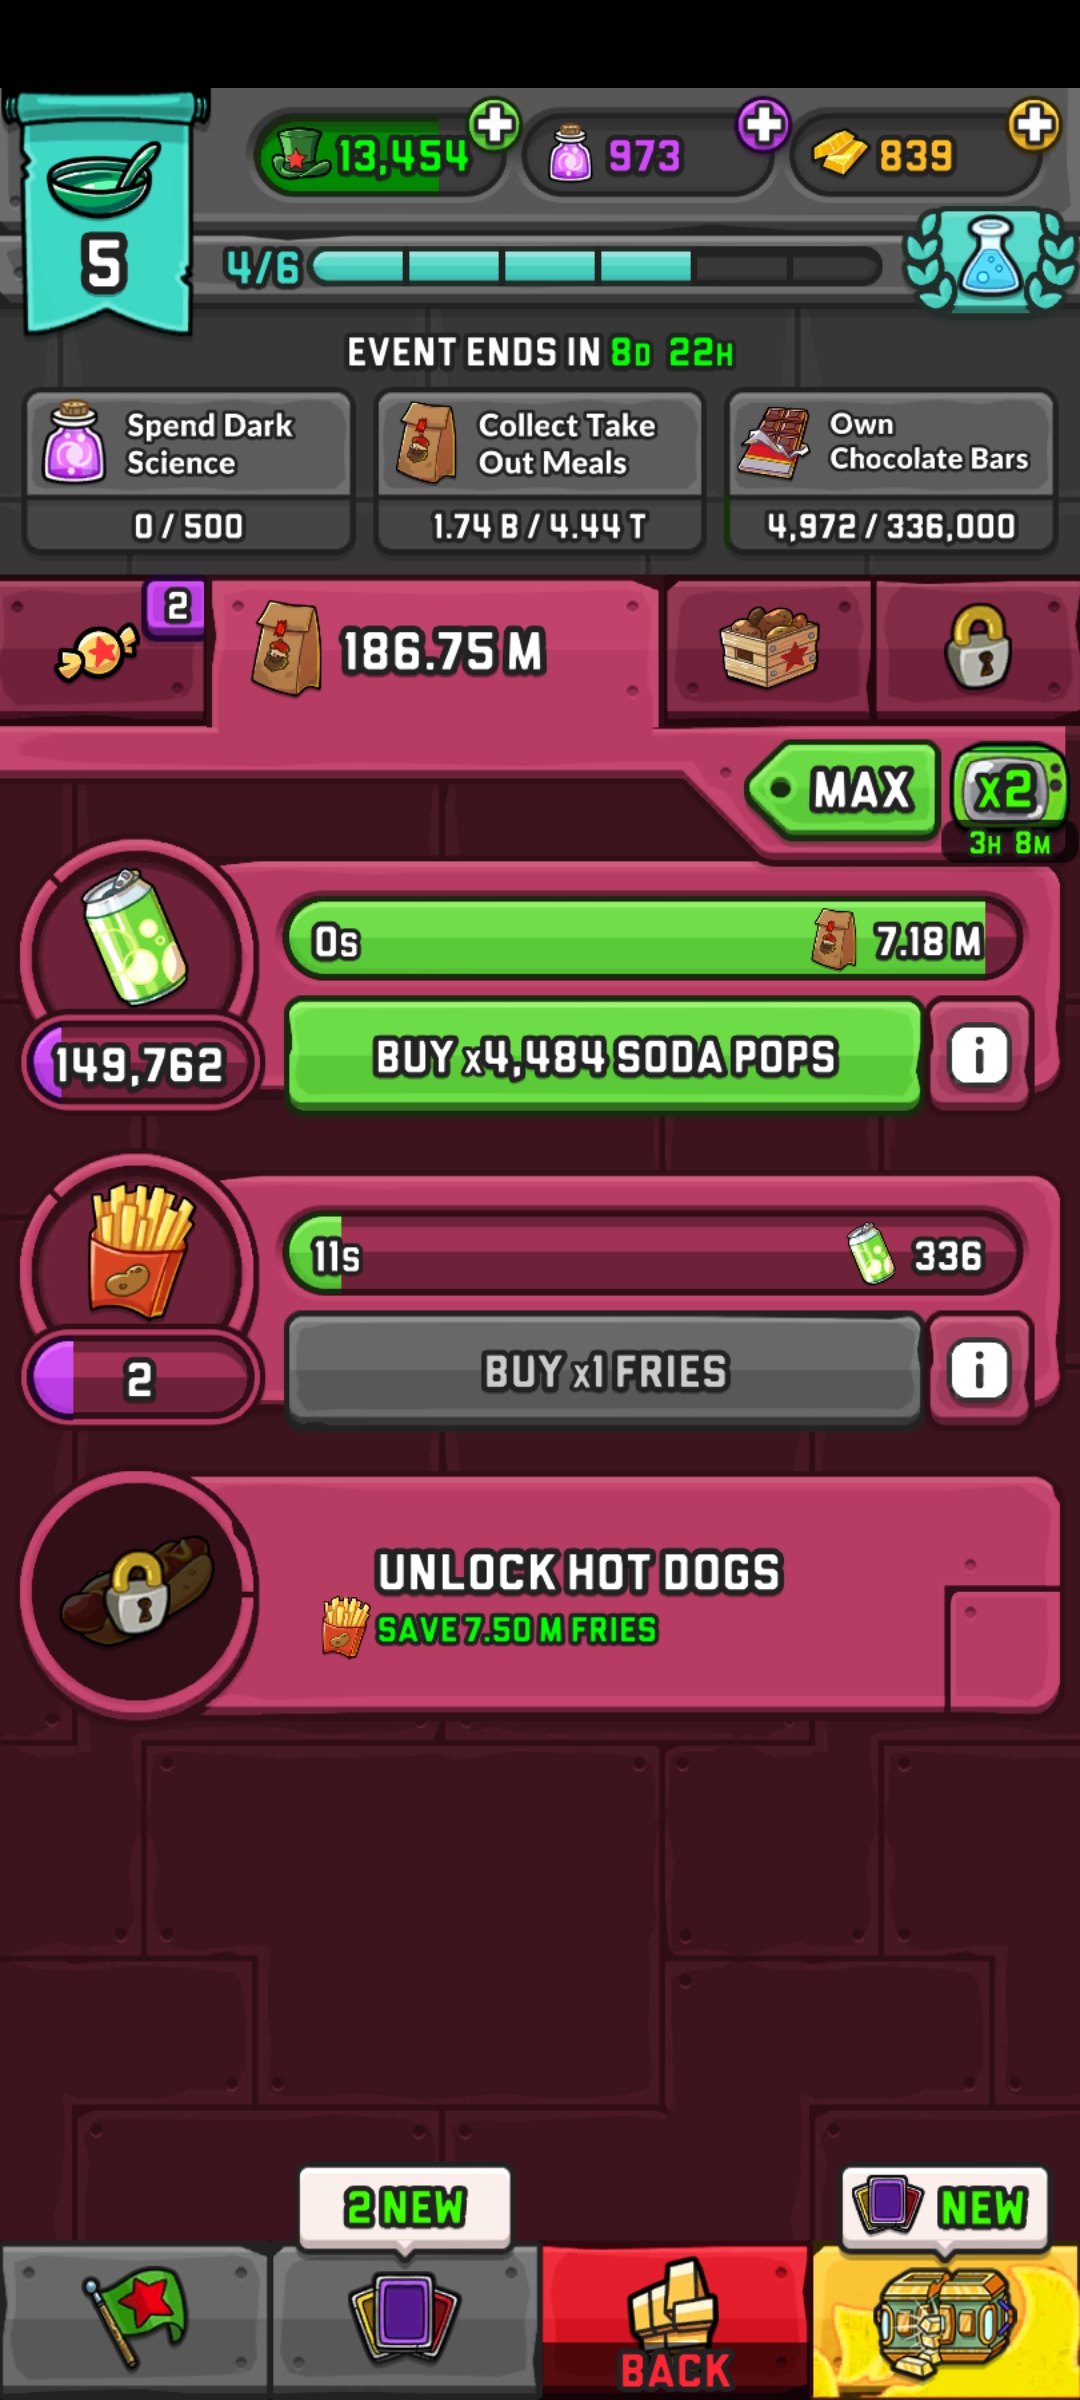 13,454
973
839
5
4/6
EVENT ENDS IN 8D 22H
Spend Dark
Science
0 / 500
Collect Take
Out Meals
1.74 B / 4.44 T
Own
Chocolate Bars
4,972 / 336,000
2
186.75 M
MAX
x2
3H 8M
0s
7.18 M
149,762
BUY x4,484 SODA POPS
i
11s
336
2
BUY x1 FRIES
i
UNLOCK HOT DOGS
SAVE 7.50 M FRIES
2 NEW
NEW
BACK